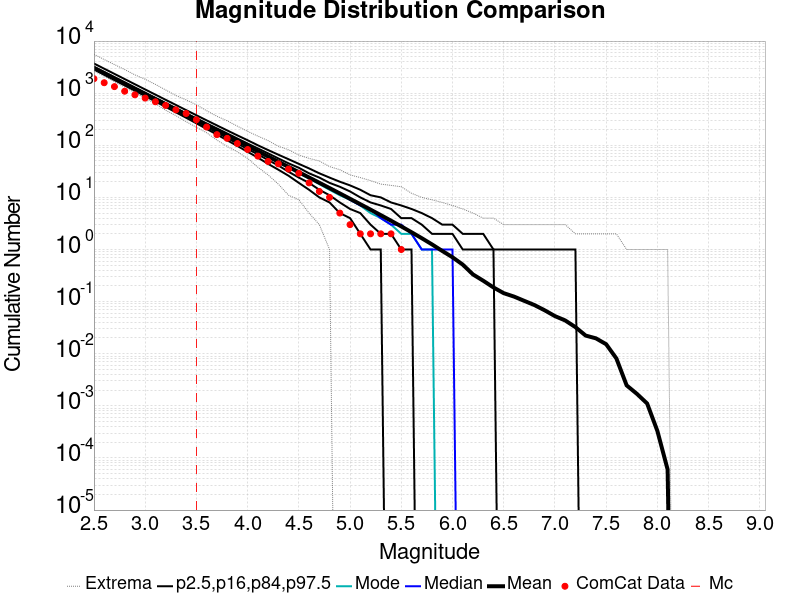 Magnitude Distribution Comparison
10^4
10^3
10^2
10^1
10^0
10^-1
10^-2
10^-3
10^-4
10^-5
Cumulative Number
2.5 3.0 3.5 4.0 4.5 5.0 5.5 6.0 6.5 7.0 7.5 8.0 8.5 9.0
Magnitude
Extrema p2.5,p16,p84,p97.5 Mode Median Mean ComCat Data Mc